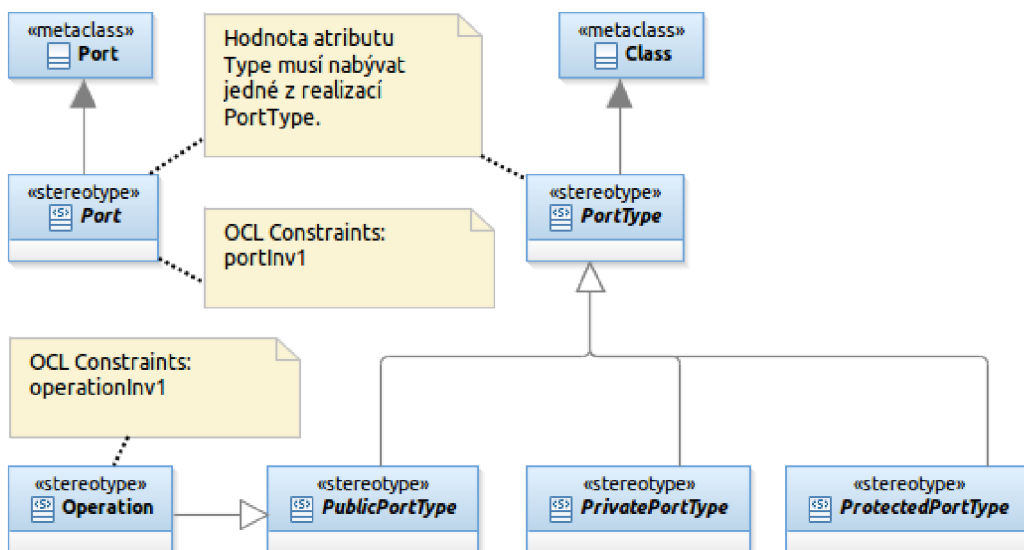 «metaclass»
Port
Hodnota atributu
Type musí nabývat
jedné z realizací
PortType.
«metaclass»
Class
«stereotype»
Port
«stereotype»
PortType
OCL Constraints:
portInv1
OCL Constraints:
operationInv1
«stereotype»
Operation
«stereotype»
PublicPortType
«stereotype»
PrivatePortType
«stereotype»
ProtectedPortType